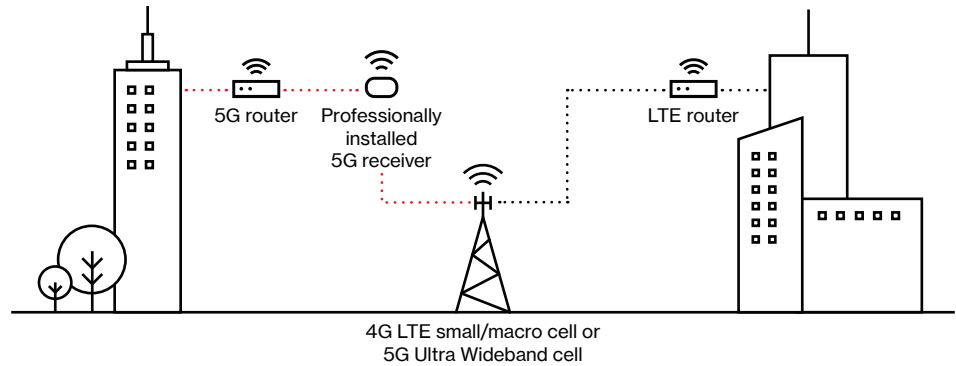 5G router
Professionally
installed
5G receiver
LTE router
4G LTE small/macro cell or
5G Ultra Wideband cell